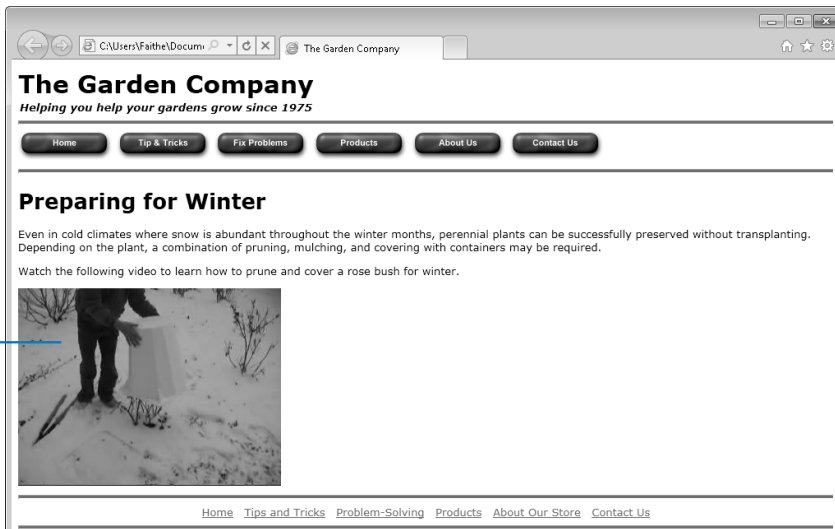 C:\Users\Faithe\Docum
The Garden Company
The Garden Company
Helping you help your gardens grow since 1975
Home Tip & Tricks Fix Problems Products About Us Contact Us
Preparing for Winter
Even in cold climates where snow is abundant throughout the winter months, perennial plants can be successfully preserved without transplanting.
Depending on the plant, a combination of pruning, mulching, and covering with containers may be required.
Watch the following video to learn how to prune and cover a rose bush for winter.
Home Tips and Tricks Problem-Solving Products About Our Store Contact Us